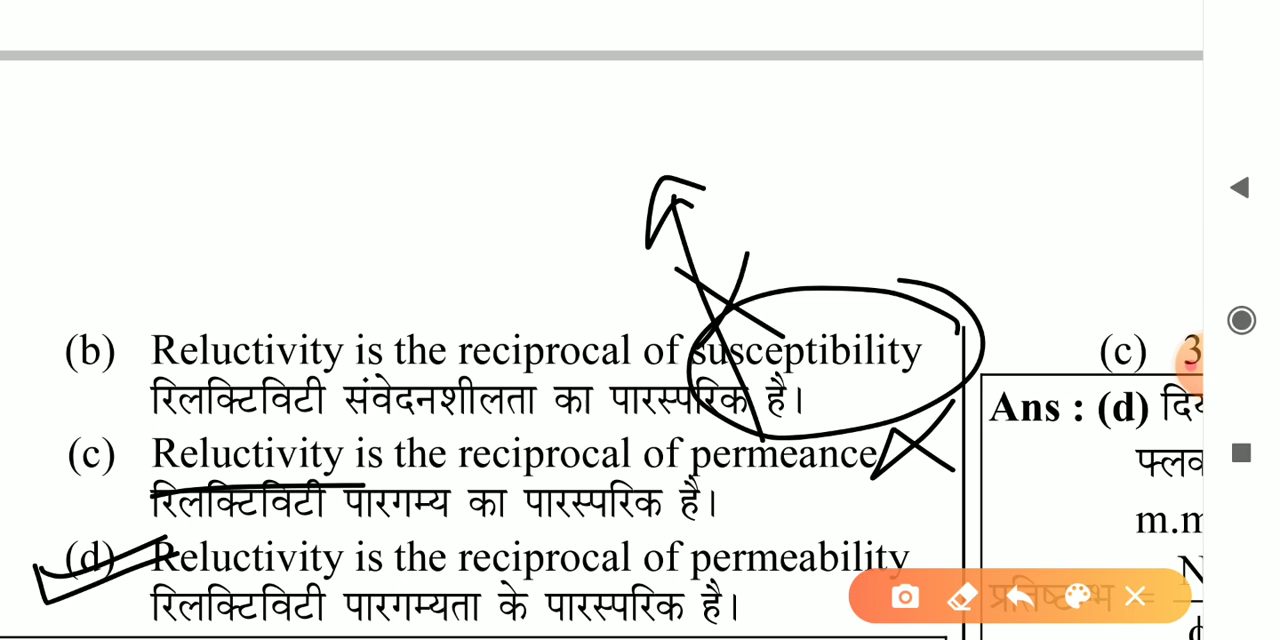 (b) Reluctivity is the reciprocal of susceptibility
रिलक्टिविटी संवेदनशीलता का पारस्परिक है।
(c) Reluctivity is the reciprocal of permeance
रिलक्टिविटी पारगम्य का पारस्परिक है।
(d) Reluctivity is the reciprocal of permeability
रिलक्टिविटी पारगम्यता के पारस्परिक है।
(c) 3
Ans : (d)
m.m
N